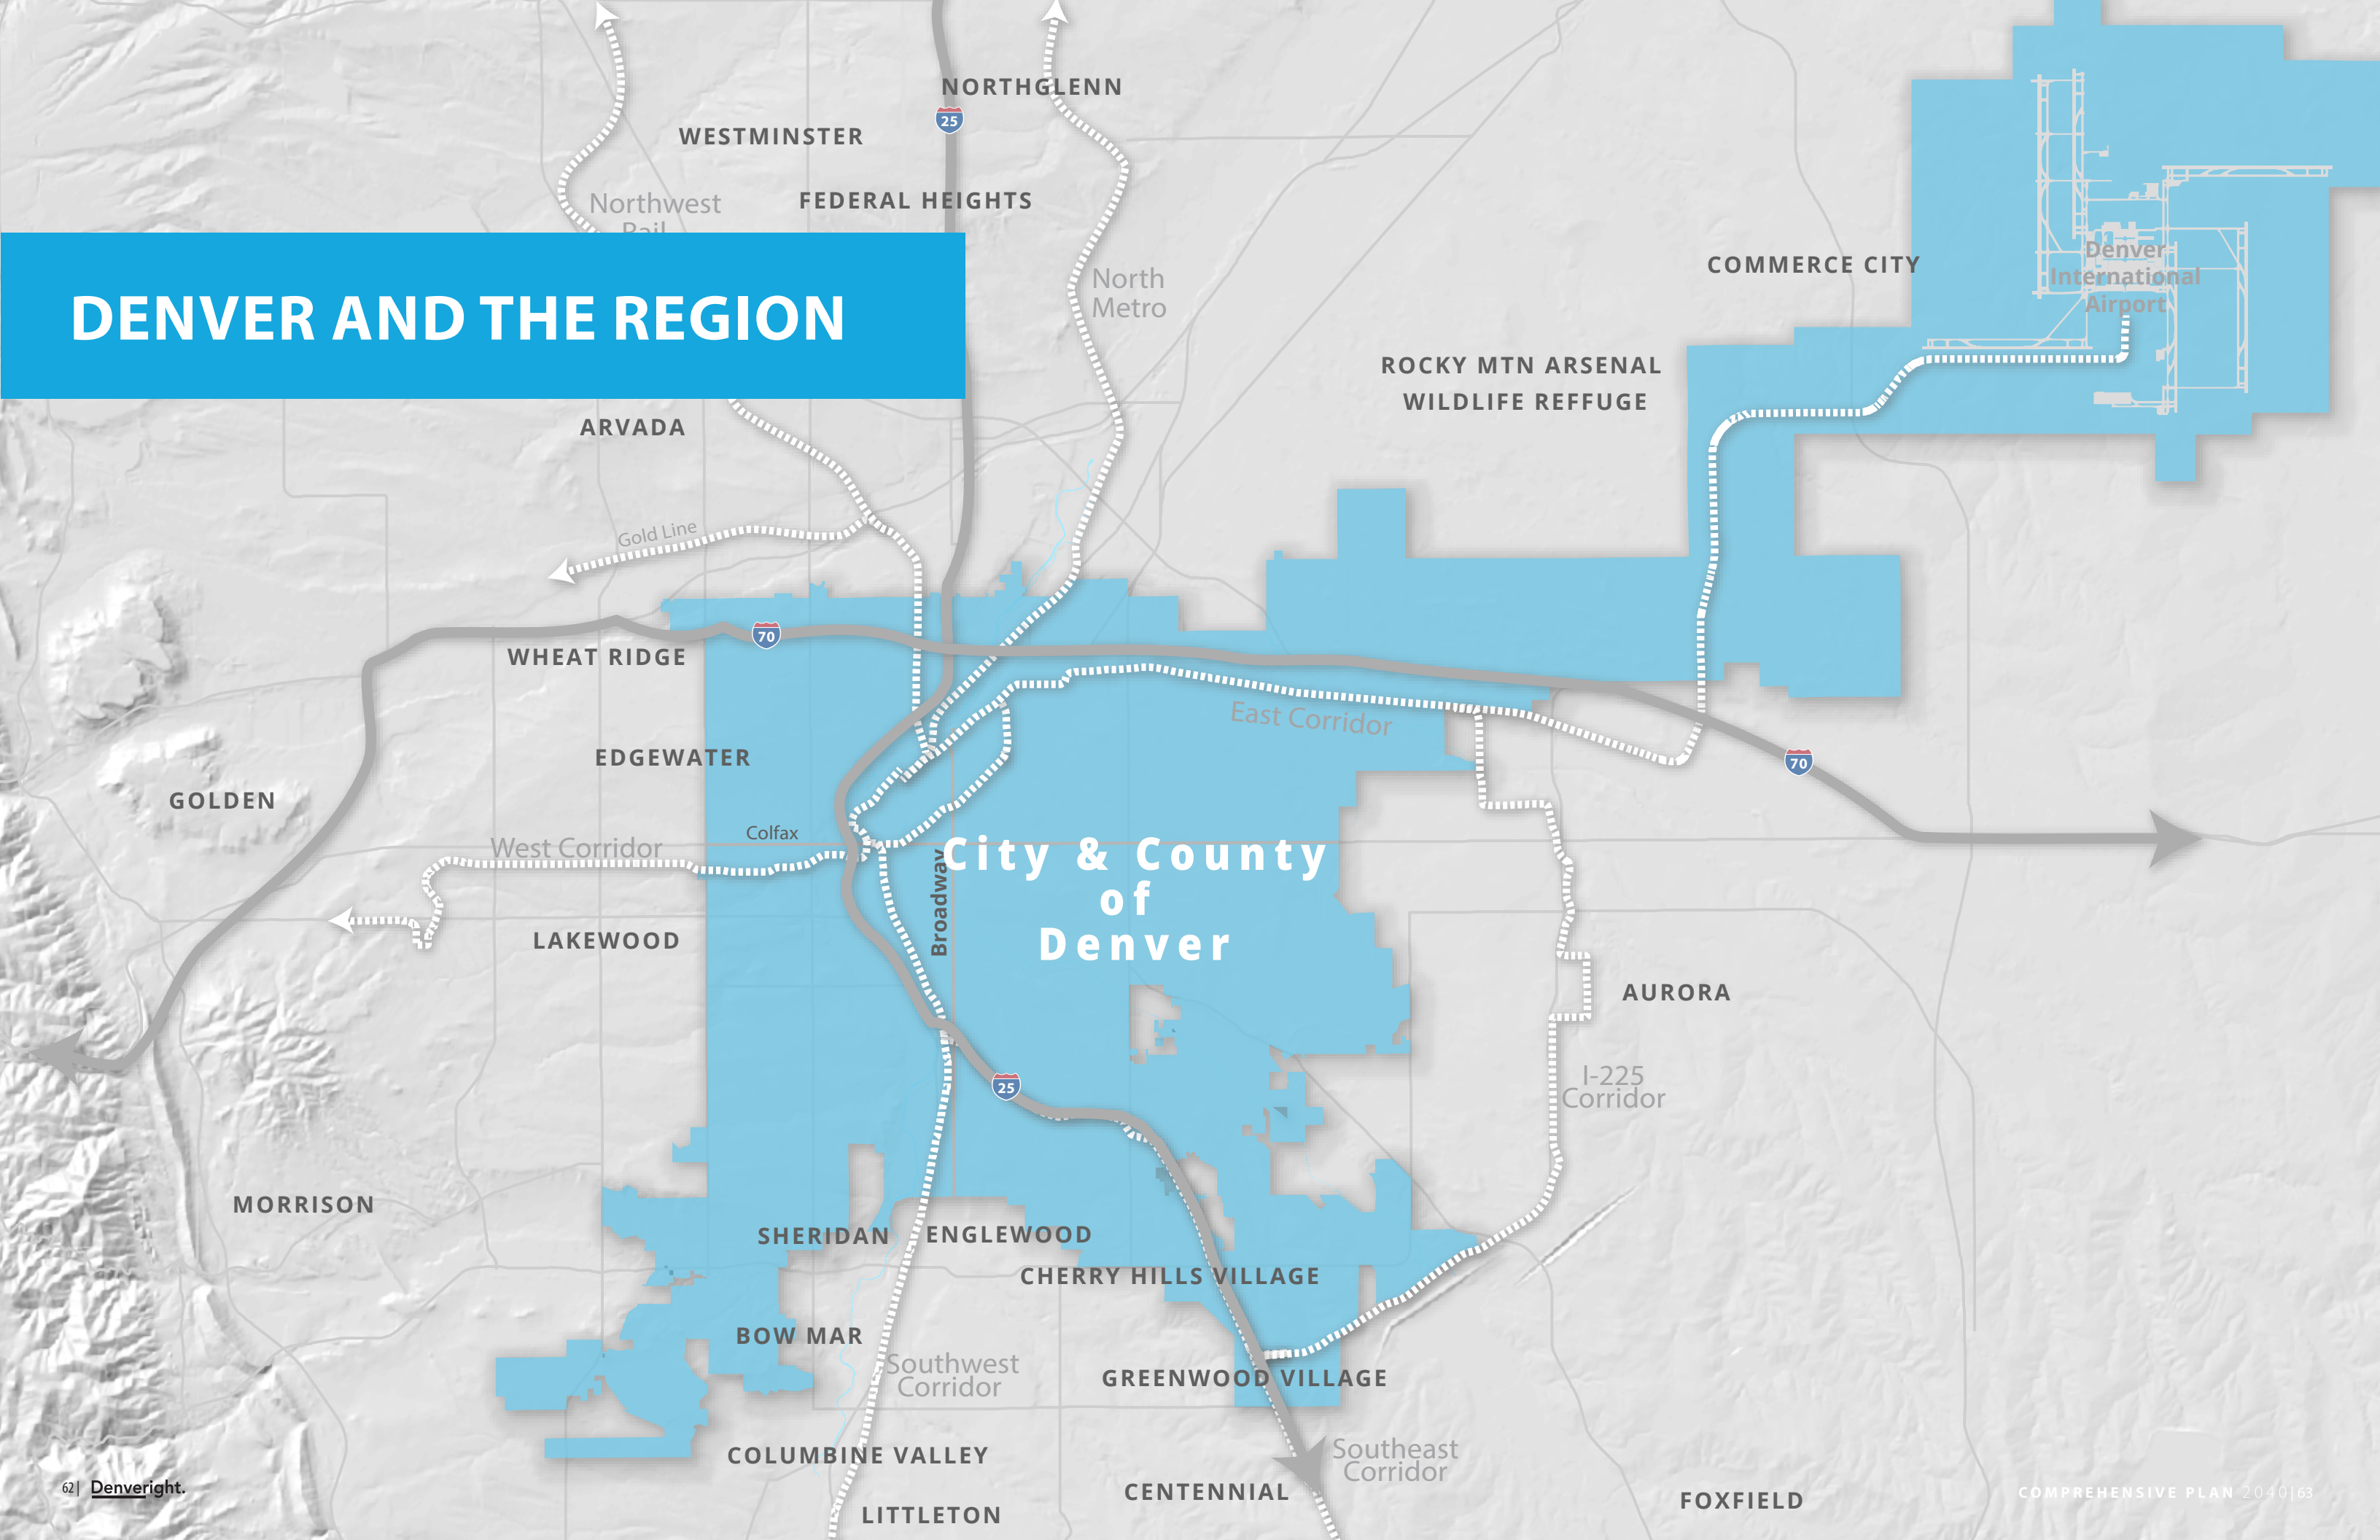 NORTHGLENN
25
WESTMINSTER
FEDERAL HEIGHTS
Northwest
Rail
DENVER AND THE REGION
North
Metro
COMMERCE CITY
Denver
International
Airport
ROCKY MTN ARSENAL
WILDLIFE REFFUGE
ARVADA
Gold Line
70
WHEAT RIDGE
East Corridor
EDGEWATER
70
GOLDEN
West Corridor
Colfax
City & County
of
Denver
Broadway
LAKEWOOD
AURORA
I-225
Corridor
25
MORRISON
SHERIDAN
ENGLEWOOD
CHERRY HILLS VILLAGE
BOW MAR
Southwest
Corridor
GREENWOOD VILLAGE
COLUMBINE VALLEY
Southeast
Corridor
CENTENNIAL
LITTLETON
FOXFIELD
62| Denveright.
COMPREHENSIVE PLAN 2040|63